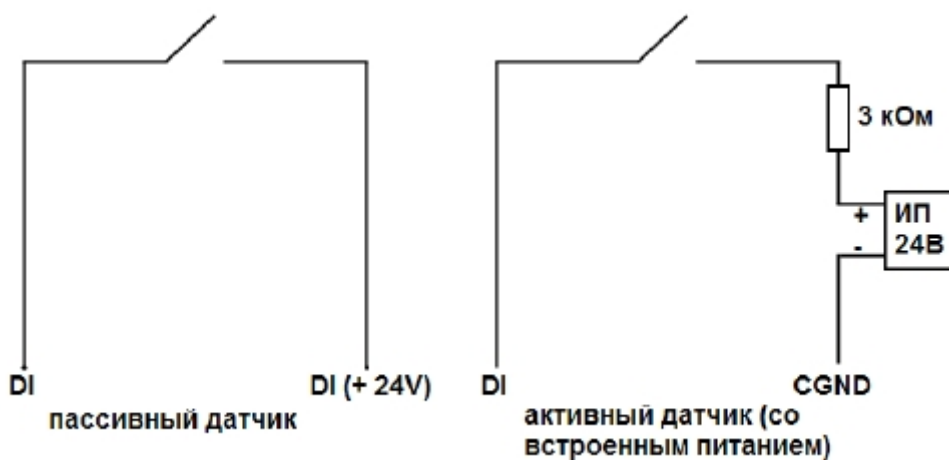 3 кОм
+ ИП
- 24В
DI
DI (+ 24V)
DI
CGND
пассивный датчик
активный датчик (со
встроенным питанием)